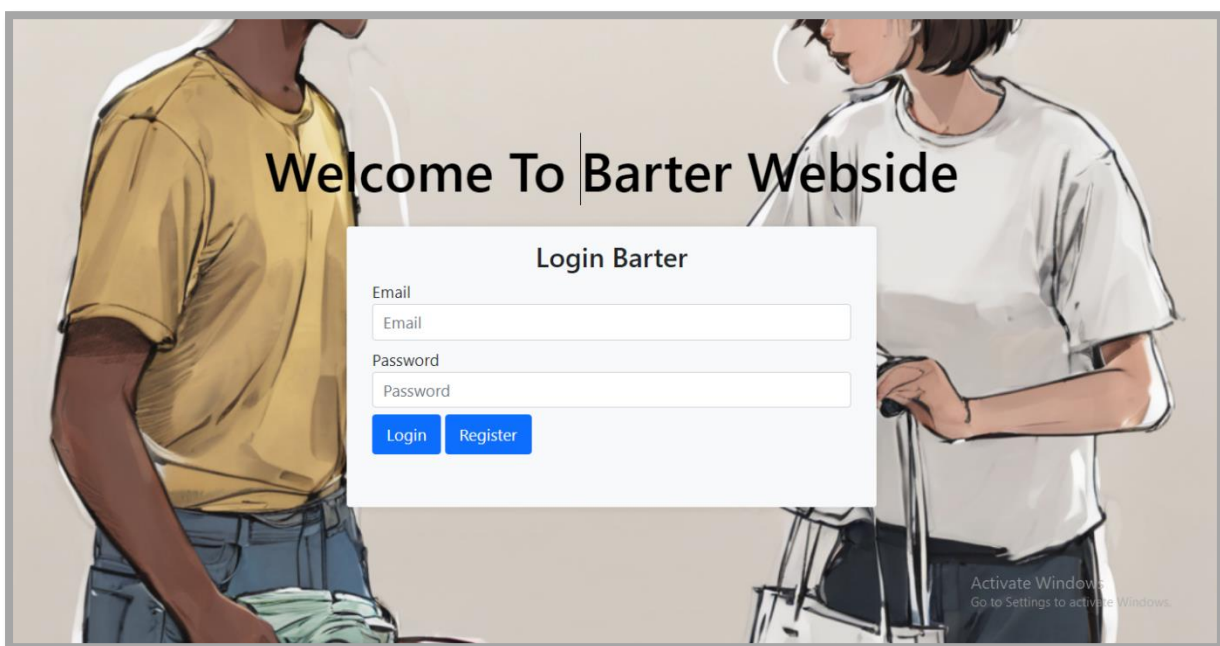 Welcome To Barter Webside
Login Barter
Email
Email
Password
Password
Login Register
Activate Windows
Go to Settings to activate Windows.